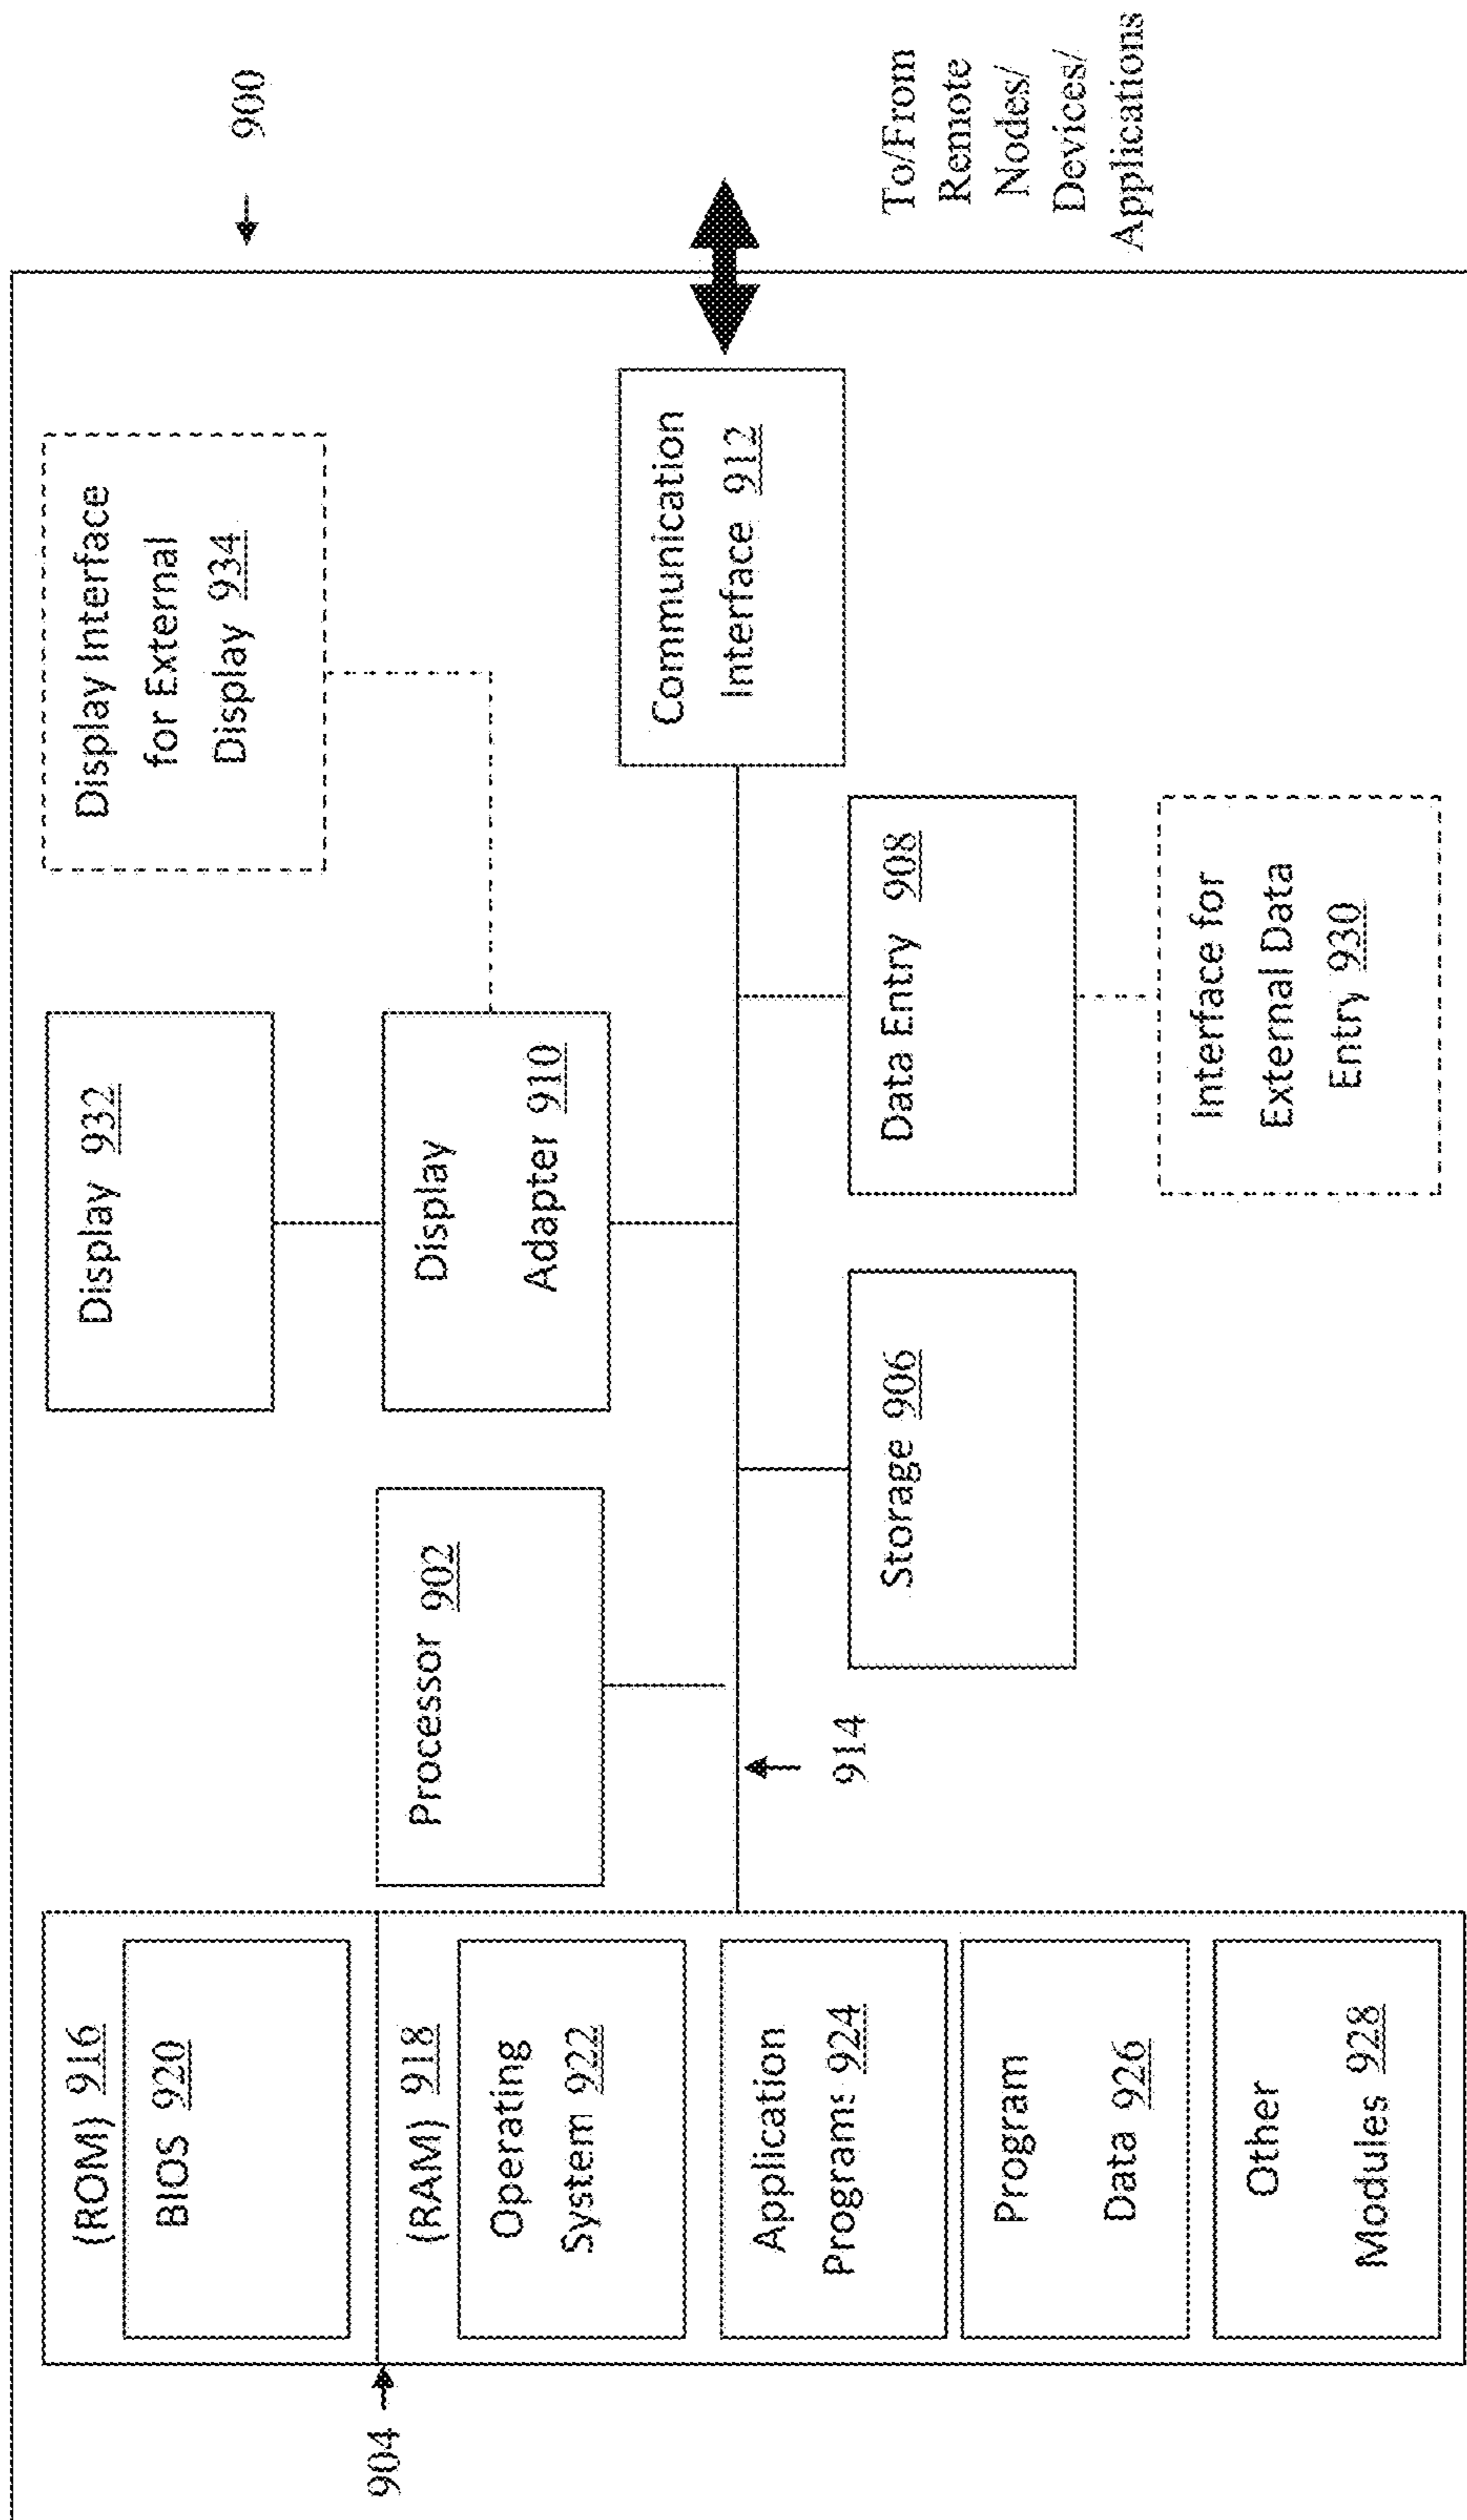 900
(ROM) 916
BIOS 920
(RAM) 918
Operating
System 922
Application
Programs 924
Program
Data 926
Other
Modules 928
904
Processor 902
914
Display 932
Display
Adapter 910
Storage 906
Display Interface
for External
Display 934
Data Entry 908
Interface for
External Data
Entry 930
Communication
Interface 912
To/From
Remote
Nodes/
Devices/
Applications